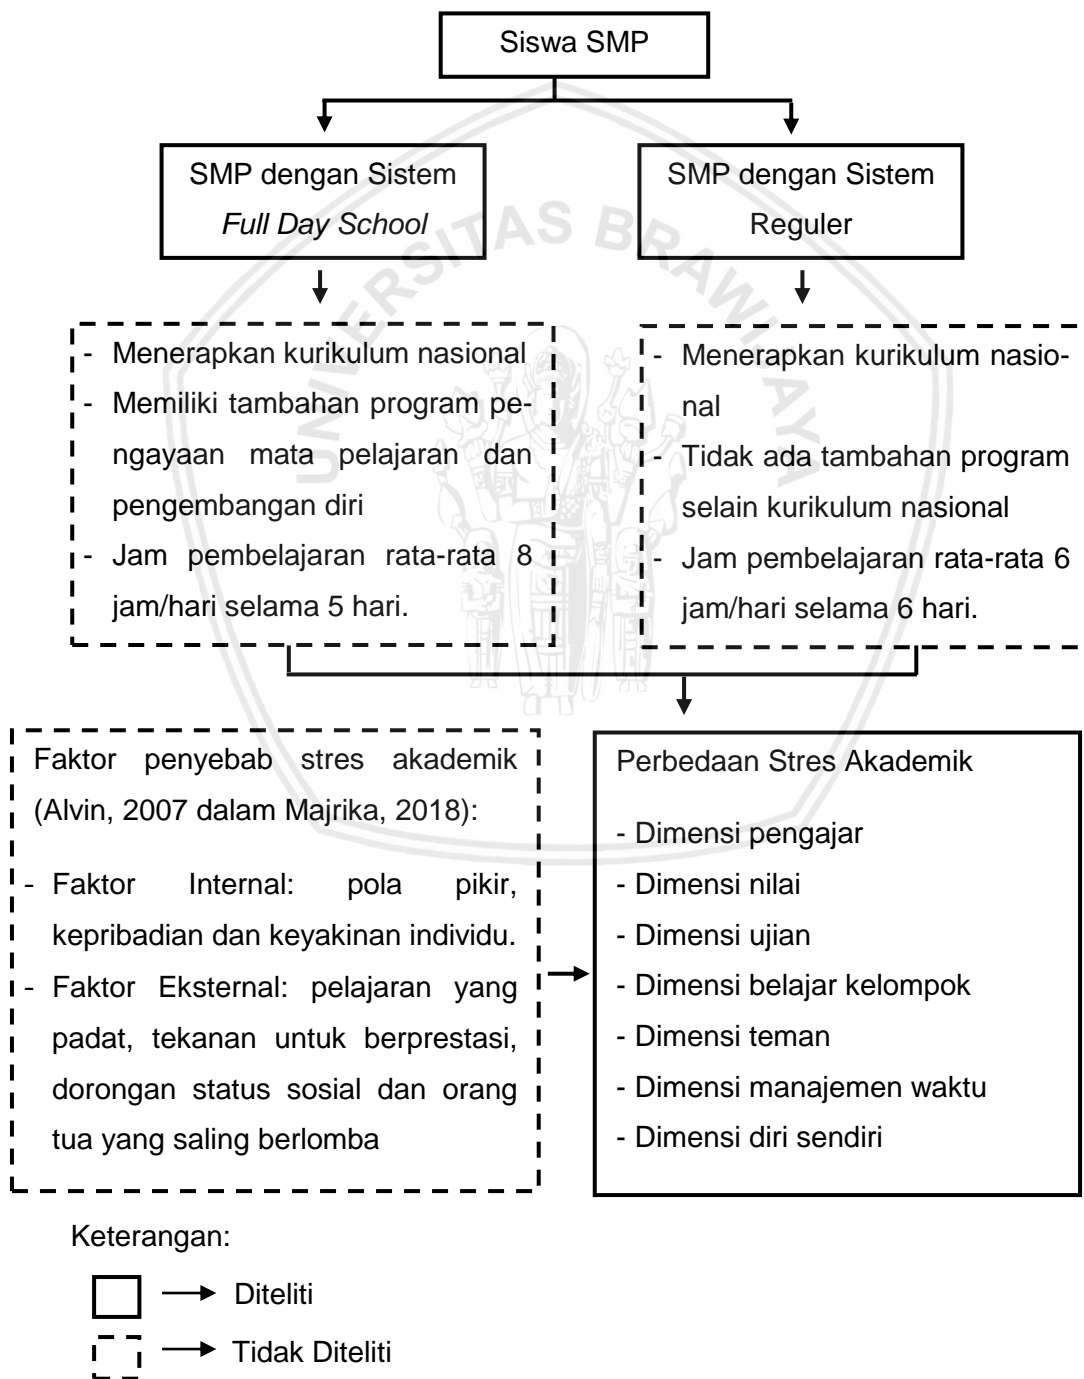 Siswa SMP
SMP dengan Sistem
Full Day School
SMP dengan Sistem
Reguler
UNIVERSITAS BRAWIJAYA
- Menerapkan kurikulum nasional
- Memiliki tambahan program pe-
ngayaan mata pelajaran dan
pengembangan diri
- Jam pembelajaran rata-rata 8
jam/hari selama 5 hari.
- Menerapkan kurikulum nasio-
nal
- Tidak ada tambahan program
selain kurikulum nasional
- Jam pembelajaran rata-rata 6
jam/hari selama 6 hari.
Faktor penyebab stres akademik
(Alvin, 2007 dalam Majrika, 2018):
- Faktor Internal: pola pikir,
kepribadian dan keyakinan individu.
- Faktor Eksternal: pelajaran yang
padat, tekanan untuk berprestasi,
dorongan status sosial dan orang
tua yang saling berlomba
Perbedaan Stres Akademik
- Dimensi pengajar
- Dimensi nilai
- Dimensi ujian
- Dimensi belajar kelompok
- Dimensi teman
- Dimensi manajemen waktu
- Dimensi diri sendiri
Keterangan:
Diteliti
Tidak Diteliti